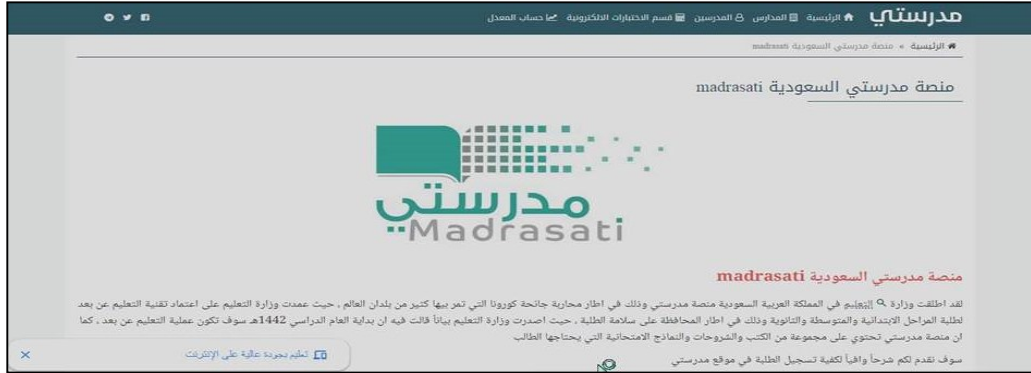 مدرستي الرئيسية المدارس & المدرسين قسم الاختبارات الالكترونية حساب المعدل
الرئيسية » منصة مدرستي السعودية madrasati
منصة مدرستي السعودية madrasati
مدرستي
Madrasati
منصة مدرستي السعودية madrasati
لقد اطلقت وزارة التعليم في المملكة العربية السعودية منصة مدرستي وذلك في اطار محاربة جائحة كورونا التي تمر بيها كثير من بلدان العالم , حيث عمدت وزارة التعليم على اعتماد تقنية التعليم عن بعد
لطلبة المراحل الابتدائية والمتوسطة والثانوية وذلك في اطار المحافظة على سلامة الطلبة , حيث اصدرت وزارة التعليم بياناً قالت فيه ان بداية العام الدراسي 1442هـ سوف تكون عملية التعليم عن بعد , كما
ان منصة مدرستي تحتوي على مجموعة من الكتب والشروحات والنماذج الامتحانية التي يحتاجها الطالب
سوف نقدم لكم شرحاً وافياً لكفية تسجيل الطلبة في موقع مدرستي
تعليم بجودة عالية على الإنترنت